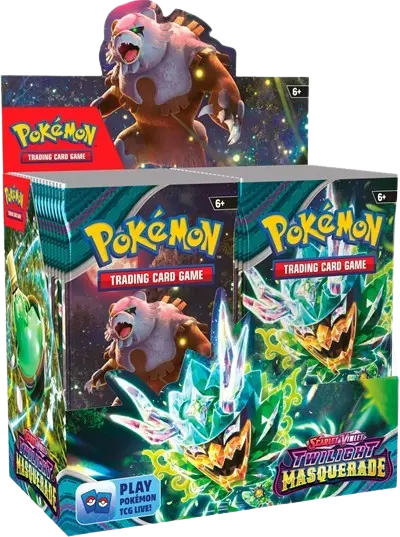 6+
POKÉMON
TRADING CARD GAME
POKÉMON
6+
POKÉMON
TRADING CARD GAME
6+
POKÉMON
TRADING CARD GAME
SCARLET & VIOLET
TWILIGHT
MASQUERADE
PLAY
POKÉMON
TCG LIVE!